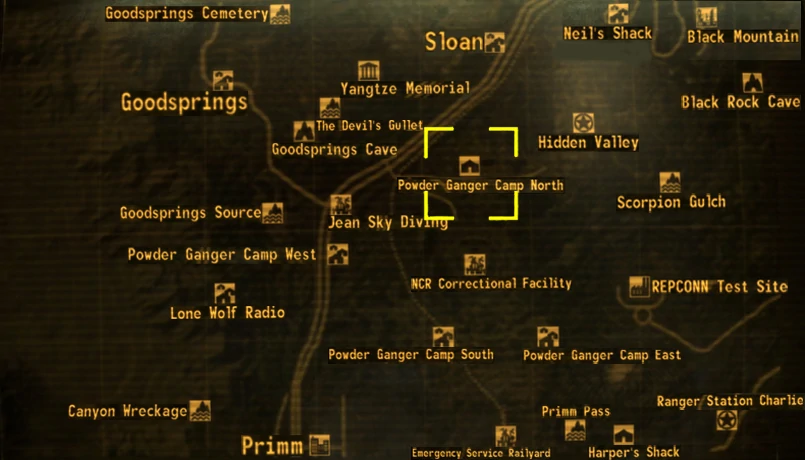 Goodsprings Cemetery
Neil's Shack
Black Mountain
Sloan
Yangtze Memorial
Goodsprings
Black Rock Cave
The Devil's Gullet
Goodsprings Cave
Hidden Valley
Powder Ganger Camp North
Scorpion Gulch
Goodsprings Source
Jean Sky Diving
Powder Ganger Camp West
NCR Correctional Facility
REPCONN Test Site
Lone Wolf Radio
Powder Ganger Camp South
Powder Ganger Camp East
Canyon Wreckage
Primm Pass
Ranger Station Charlie
Primm
Emergency Service Railyard
Harper's Shack